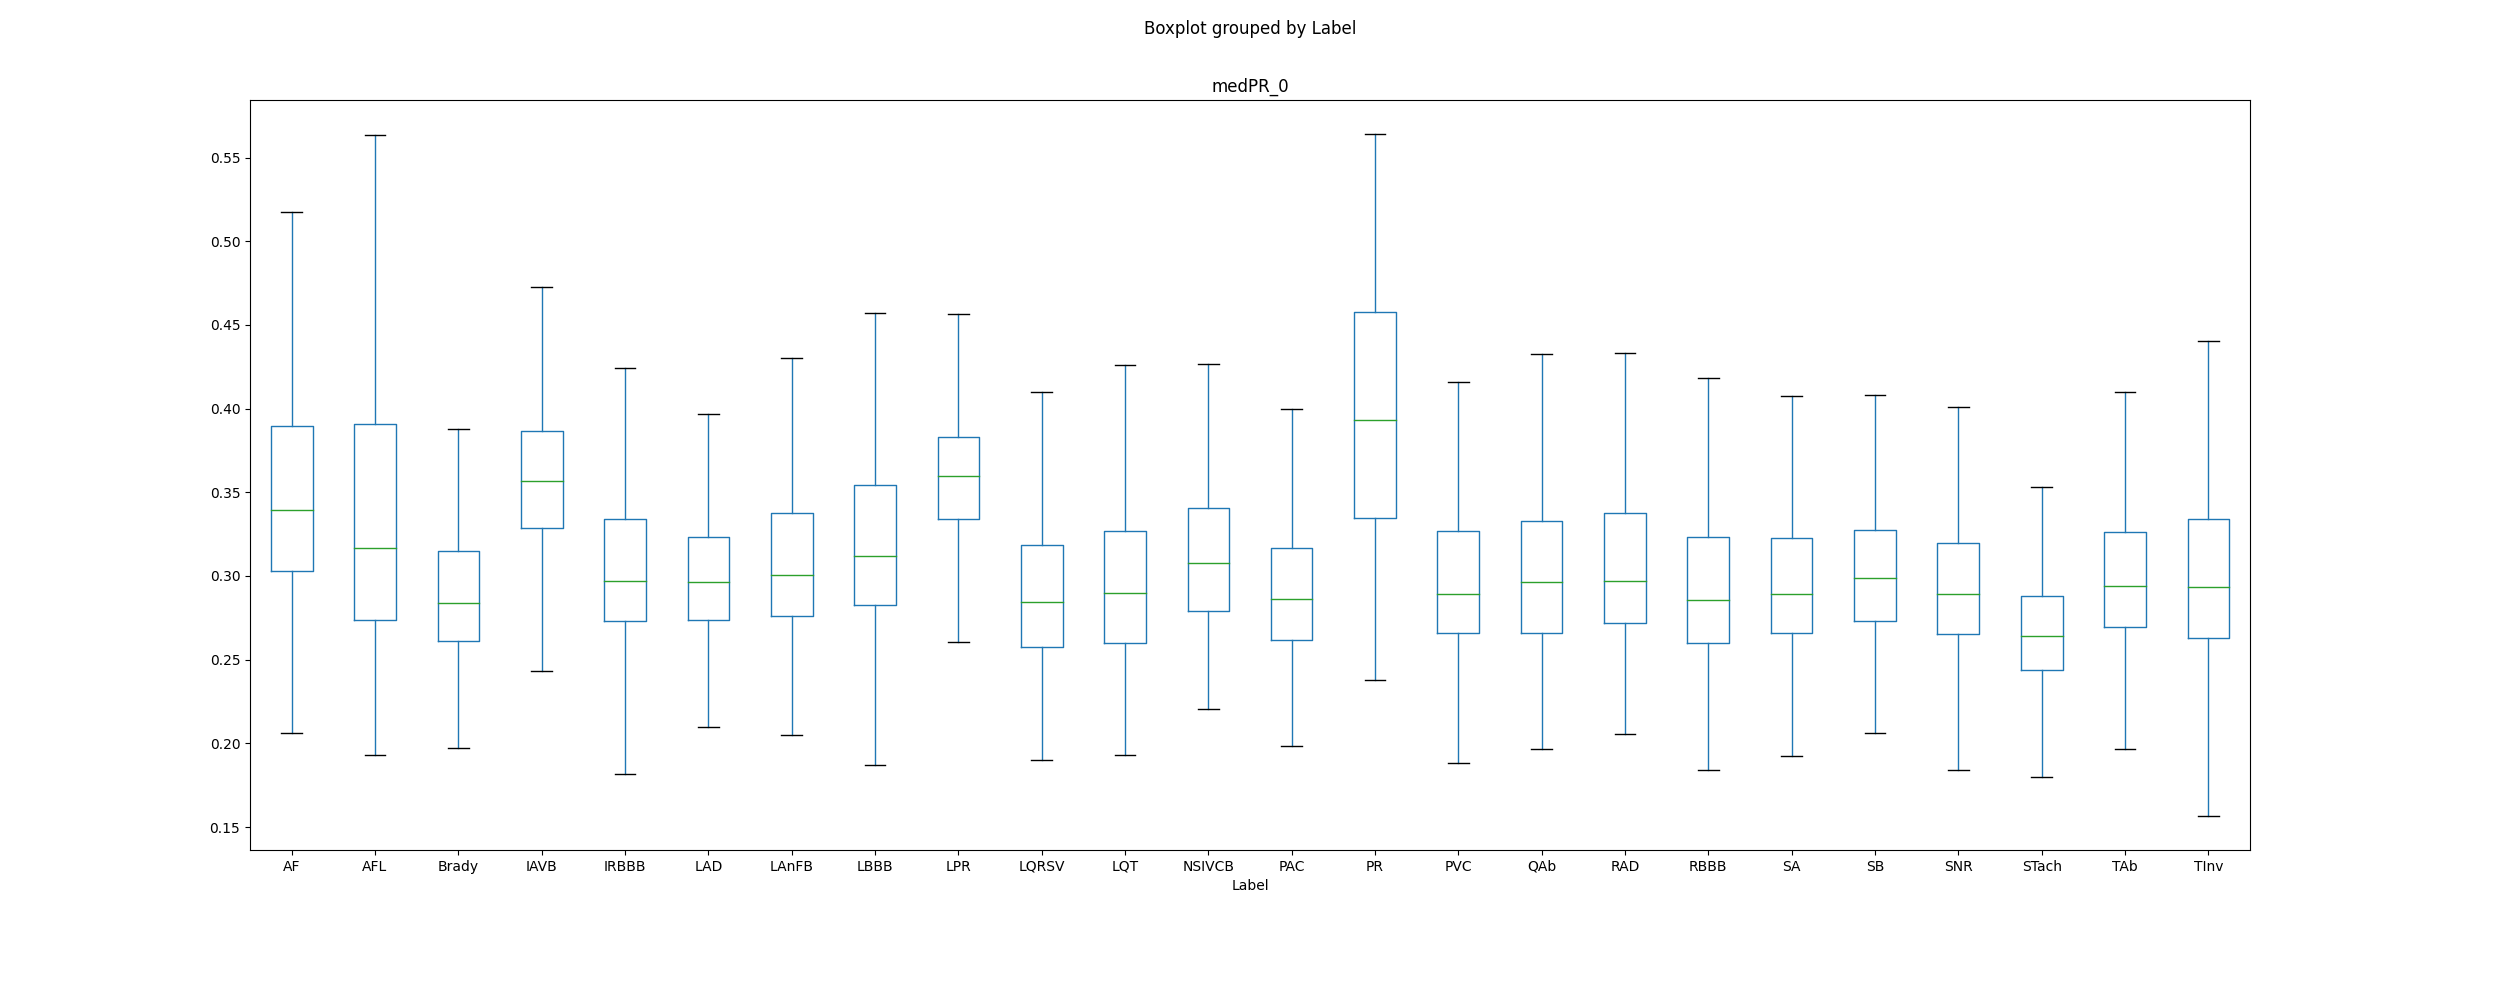 Boxplot grouped by Label
medPR_0
0.55
0.50
0.45
0.40
0.35
0.30
0.25
0.20
0.15
AF AFL Brady IAVB IRBBB LAD LAnFB LBBB LPR LQRSV LQT NSIVCB PAC PR PVC QAb RAD RBBB SA SB SNR STach TAb TInv
Label